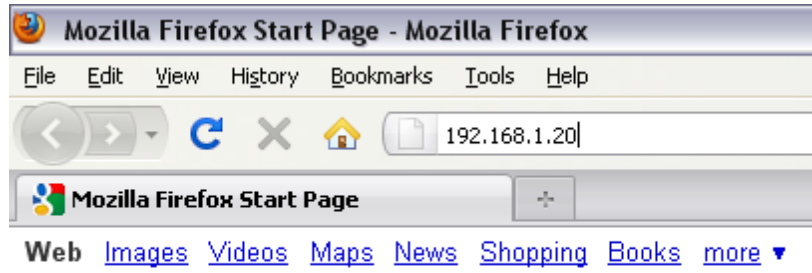 Mozilla Firefox Start Page - Mozilla Firefox
File Edit View History Bookmarks Tools Help
192.168.1.20
Mozilla Firefox Start Page
Web Images Videos Maps News Shopping Books more ▼